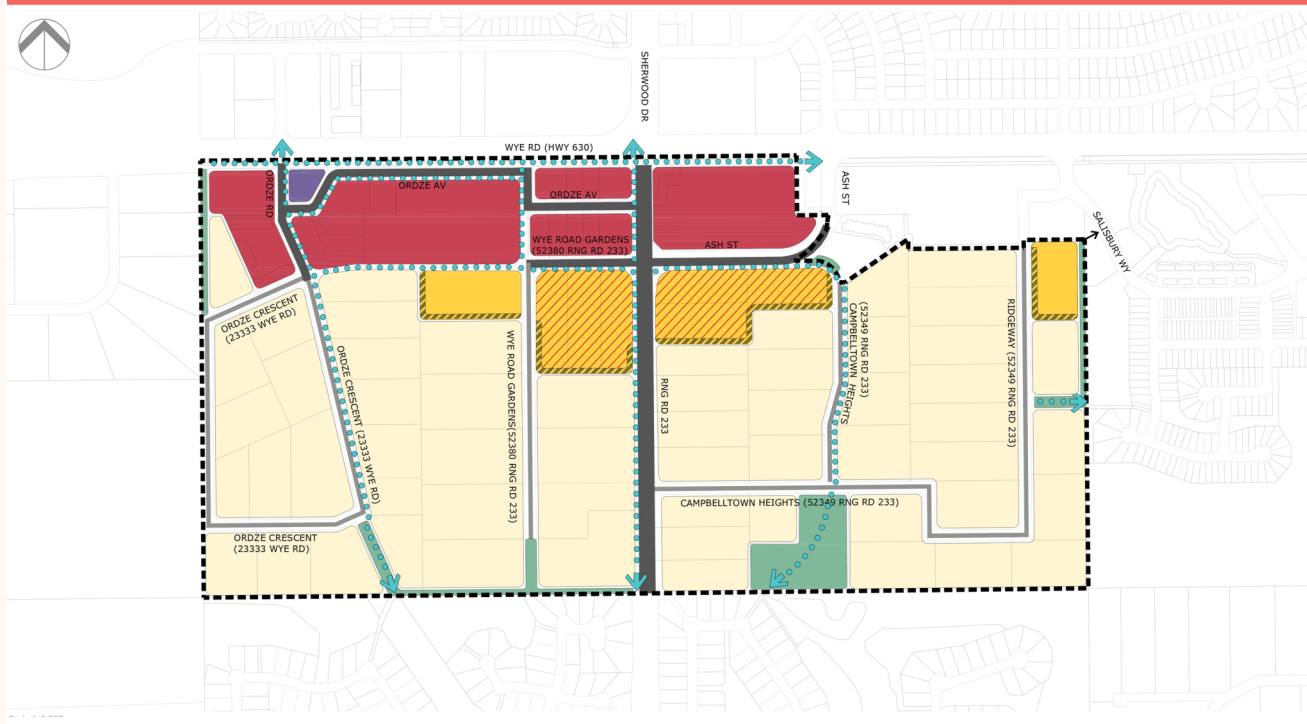 SHERWOOD DR
WYE RD (HWY 630)
ORDZE RD
ORDZE AV
ORDZE AV
ASH ST
SALISBURY WY
WYE ROAD GARDENS
(52380 RNG RD 233)
ASH ST
ORDZE CRESCENT
(23333 WYE RD)
ORDZE CRESCENT (23333 WYE RD)
WYE ROAD GARDENS(52380 RNG RD 233)
RNG RD 233
CAMPBELLTOWN HEIGHTS
(52349 RNG RD 233)
RIDGEWAY (52349 RNG RD 233)
CAMPBELLTOWN HEIGHTS (52349 RNG RD 233)
ORDZE CRESCENT
(23333 WYE RD)